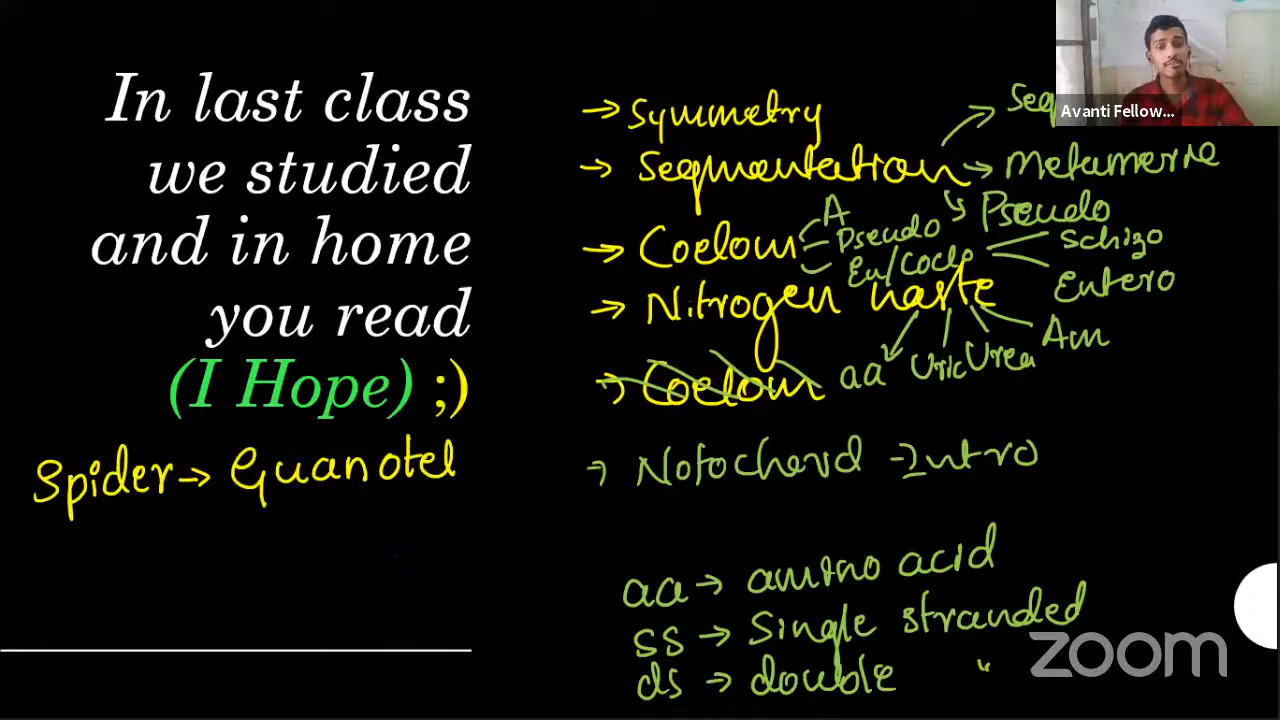 In last class
we studied
and in home
you read
(I Hope) ;)
Spider → Guanotel
→ Symmetry
→ Segmentation
→ Metamerie
Pseudo
→ Coelom
A
Pseudo
Eu/Coelo
Schizo
Entero
→ Nitrogen waste
aa Uric Urea Am
→ Coelom
→ Notochord - Intro
aa → amino acid
ss → Single stranded
ds → double "
Avanti Fellow...
zoom